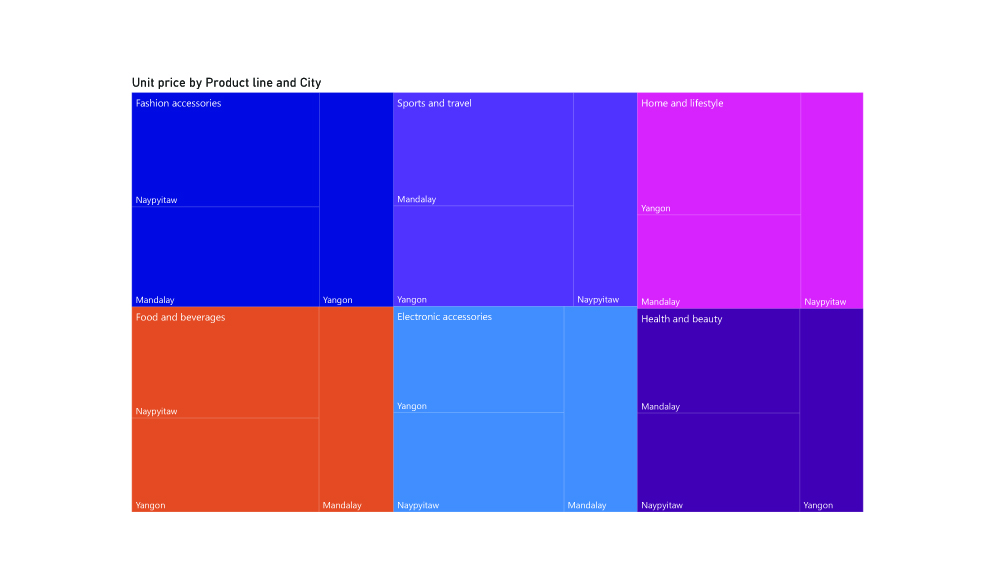 Unit price by Product line and City
Fashion accessories
Naypyitaw
Mandalay
Yangon
Sports and travel
Mandalay
Yangon
Naypyitaw
Home and lifestyle
Yangon
Mandalay
Naypyitaw
Food and beverages
Naypyitaw
Yangon
Mandalay
Electronic accessories
Yangon
Naypyitaw
Mandalay
Health and beauty
Mandalay
Naypyitaw
Yangon